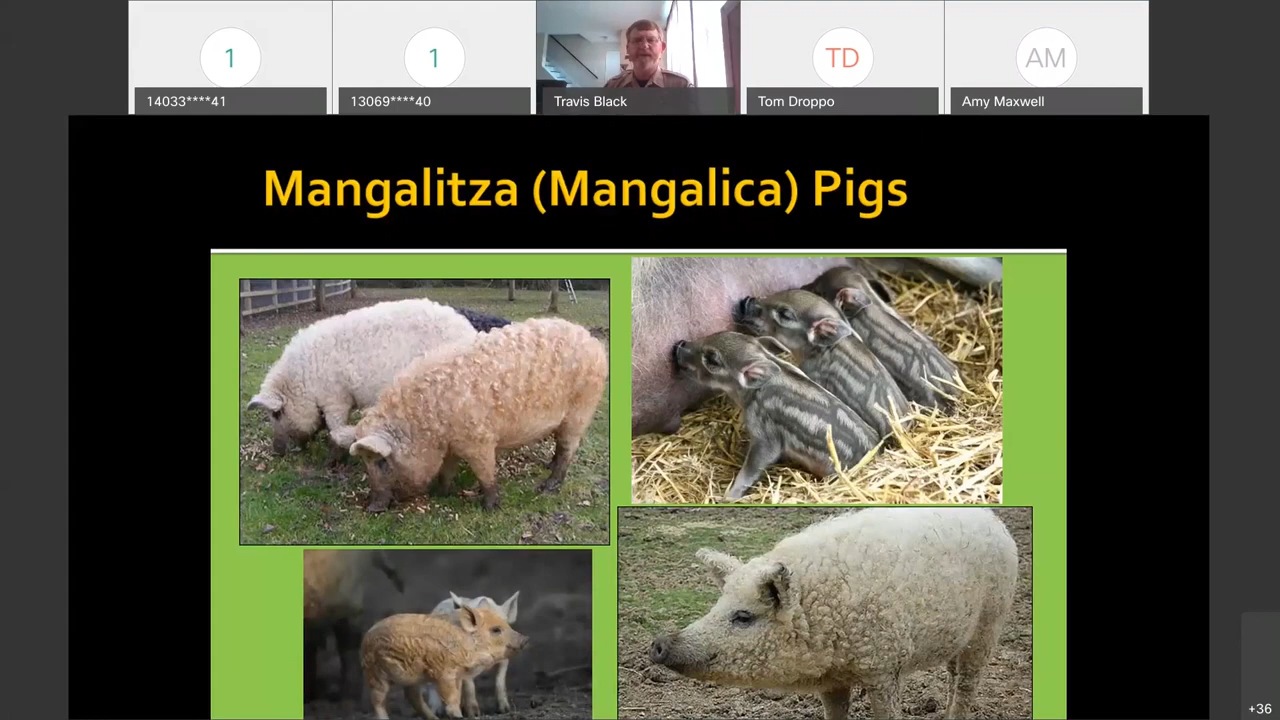 1
14033****41
1
13069****40
Travis Black
TD
Tom Droppo
AM
Amy Maxwell
Mangalitza (Mangalica) Pigs
+36